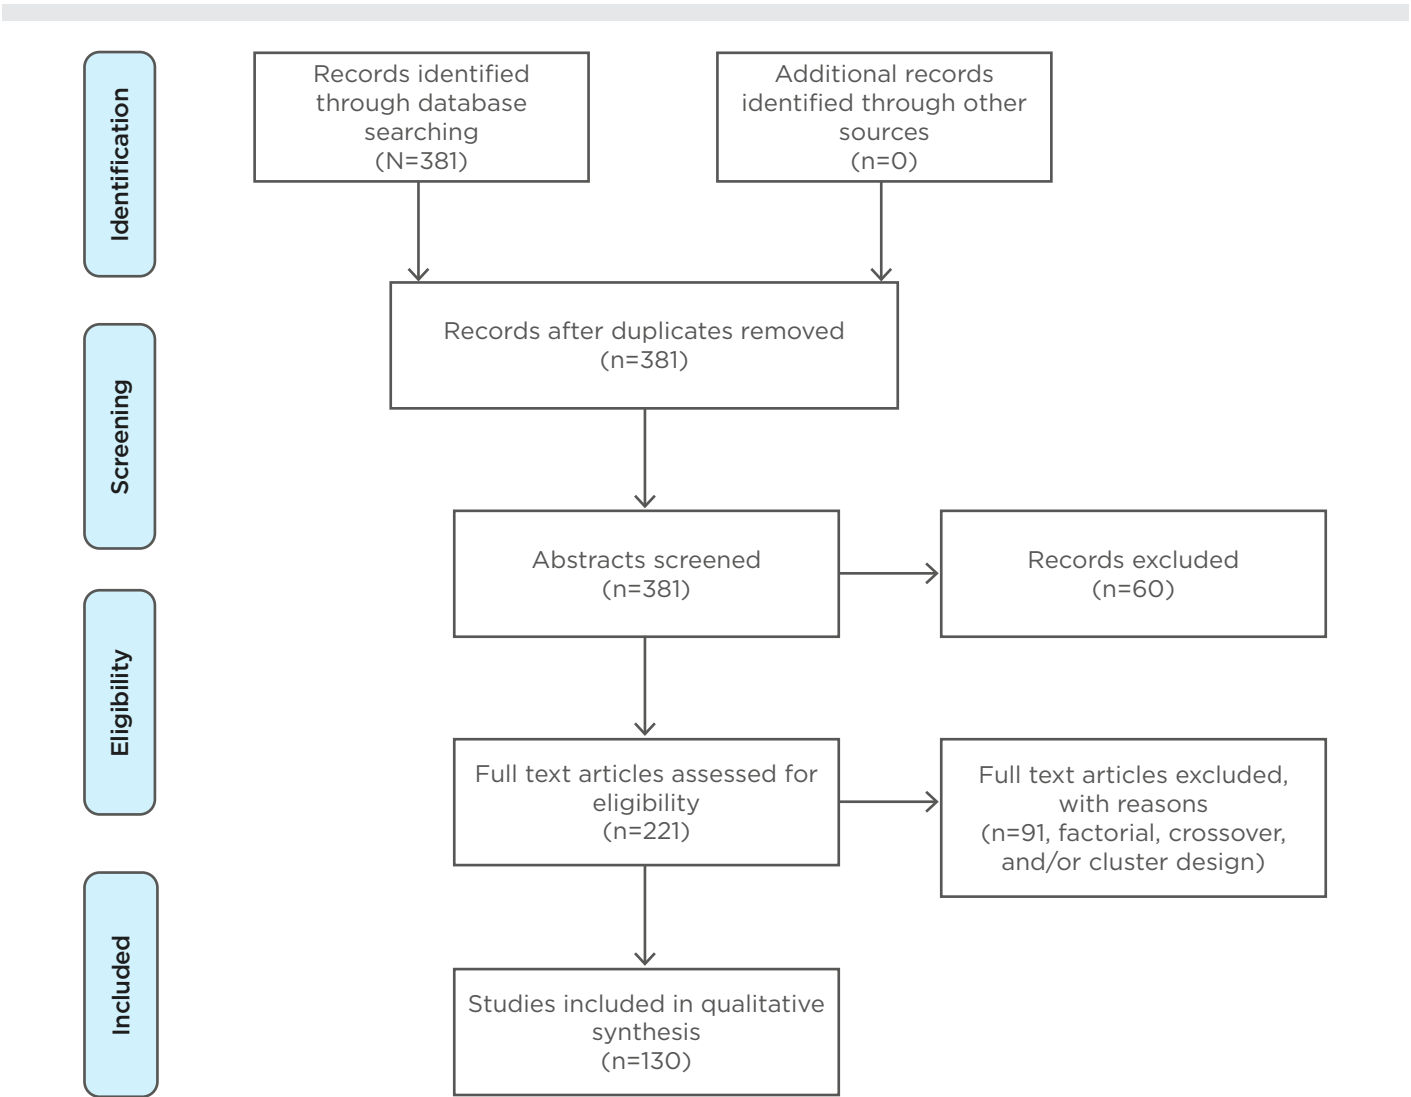 Identification
Records identified
through database
searching
(N=381)
Additional records
identified through other
sources
(n=0)
Records after duplicates removed
(n=381)
Screening
Abstracts screened
(n=381)
Records excluded
(n=60)
Eligibility
Full text articles assessed for
eligibility
(n=221)
Full text articles excluded,
with reasons
(n=91, factorial, crossover,
and/or cluster design)
Included
Studies included in qualitative
synthesis
(n=130)